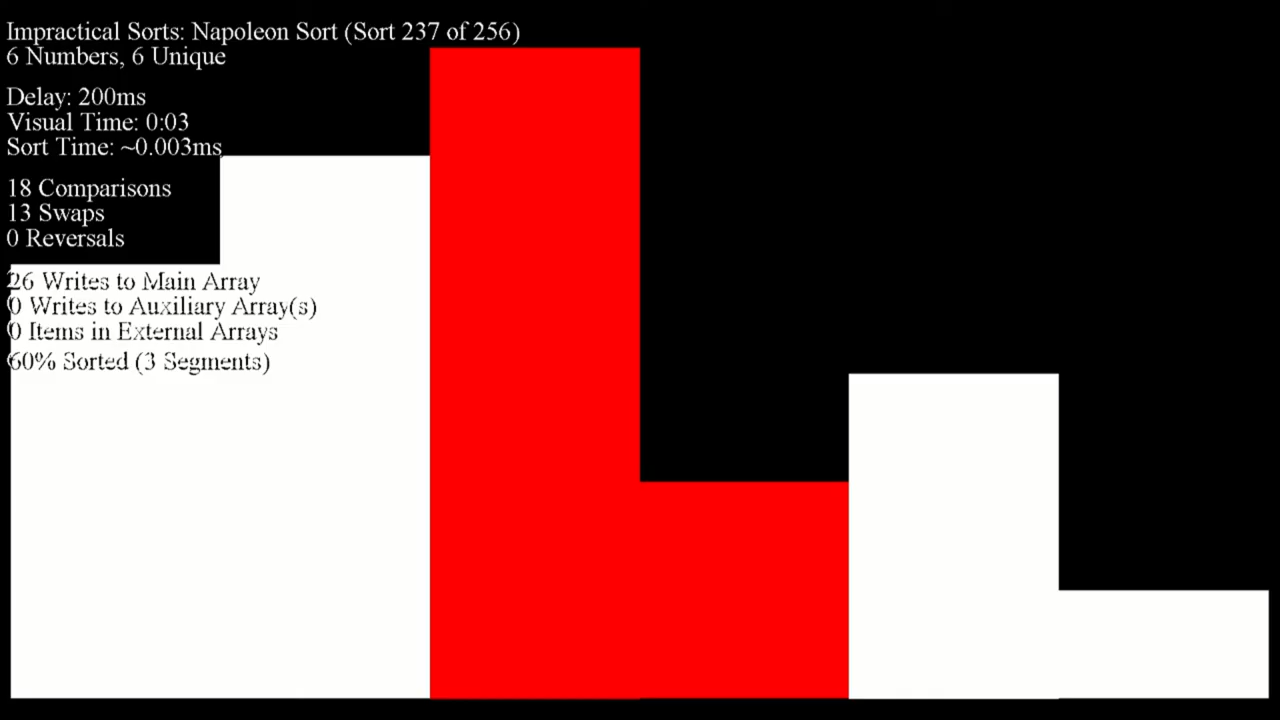 Impractical Sorts: Napoleon Sort (Sort 237 of 256)
6 Numbers, 6 Unique
Delay: 200ms
Visual Time: 0:03
Sort Time: ~0.003ms
18 Comparisons
13 Swaps
0 Reversals
26 Writes to Main Array
0 Writes to Auxiliary Array(s)
0 Items in External Arrays
60% Sorted (3 Segments)